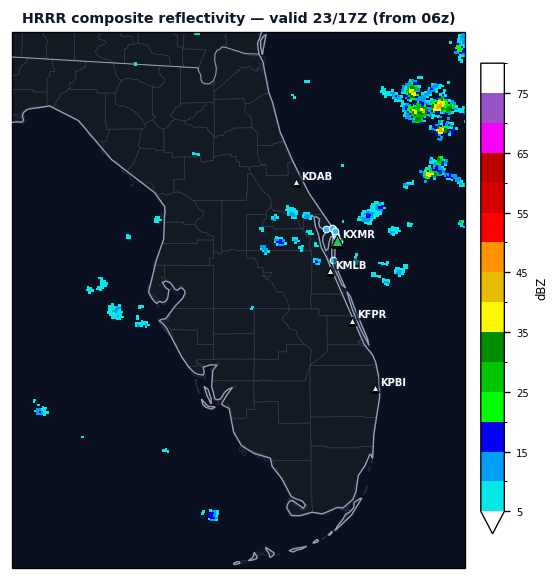 HRRR composite reflectivity — valid 23/17Z (from 06z)
KDAB
KXMR
KMLB
KFPR
KPBI
75
65
55
45
35
25
15
5
dBZ